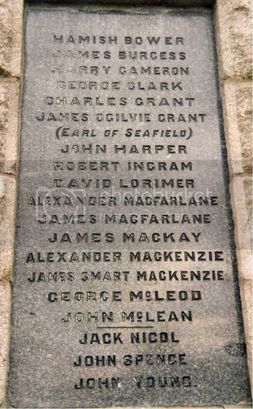 HAMISH BOWER
JAMES BURGESS
HARRY CAMERON
GEORGE CLARK
CHARLES GRANT
JAMES OGILVIE GRANT
(EARL OF SEAFIELD)
JOHN HARPER
ROBERT INGRAM
DAVID LORIMER
ALEXANDER MACFARLANE
JAMES MACFARLANE
JAMES MACKAY
ALEXANDER MACKENZIE
JAMES SMART MACKENZIE
GEORGE McLEOD
JOHN McLEAN
JACK NICOL
JOHN SPENCE
JOHN YOUNG.